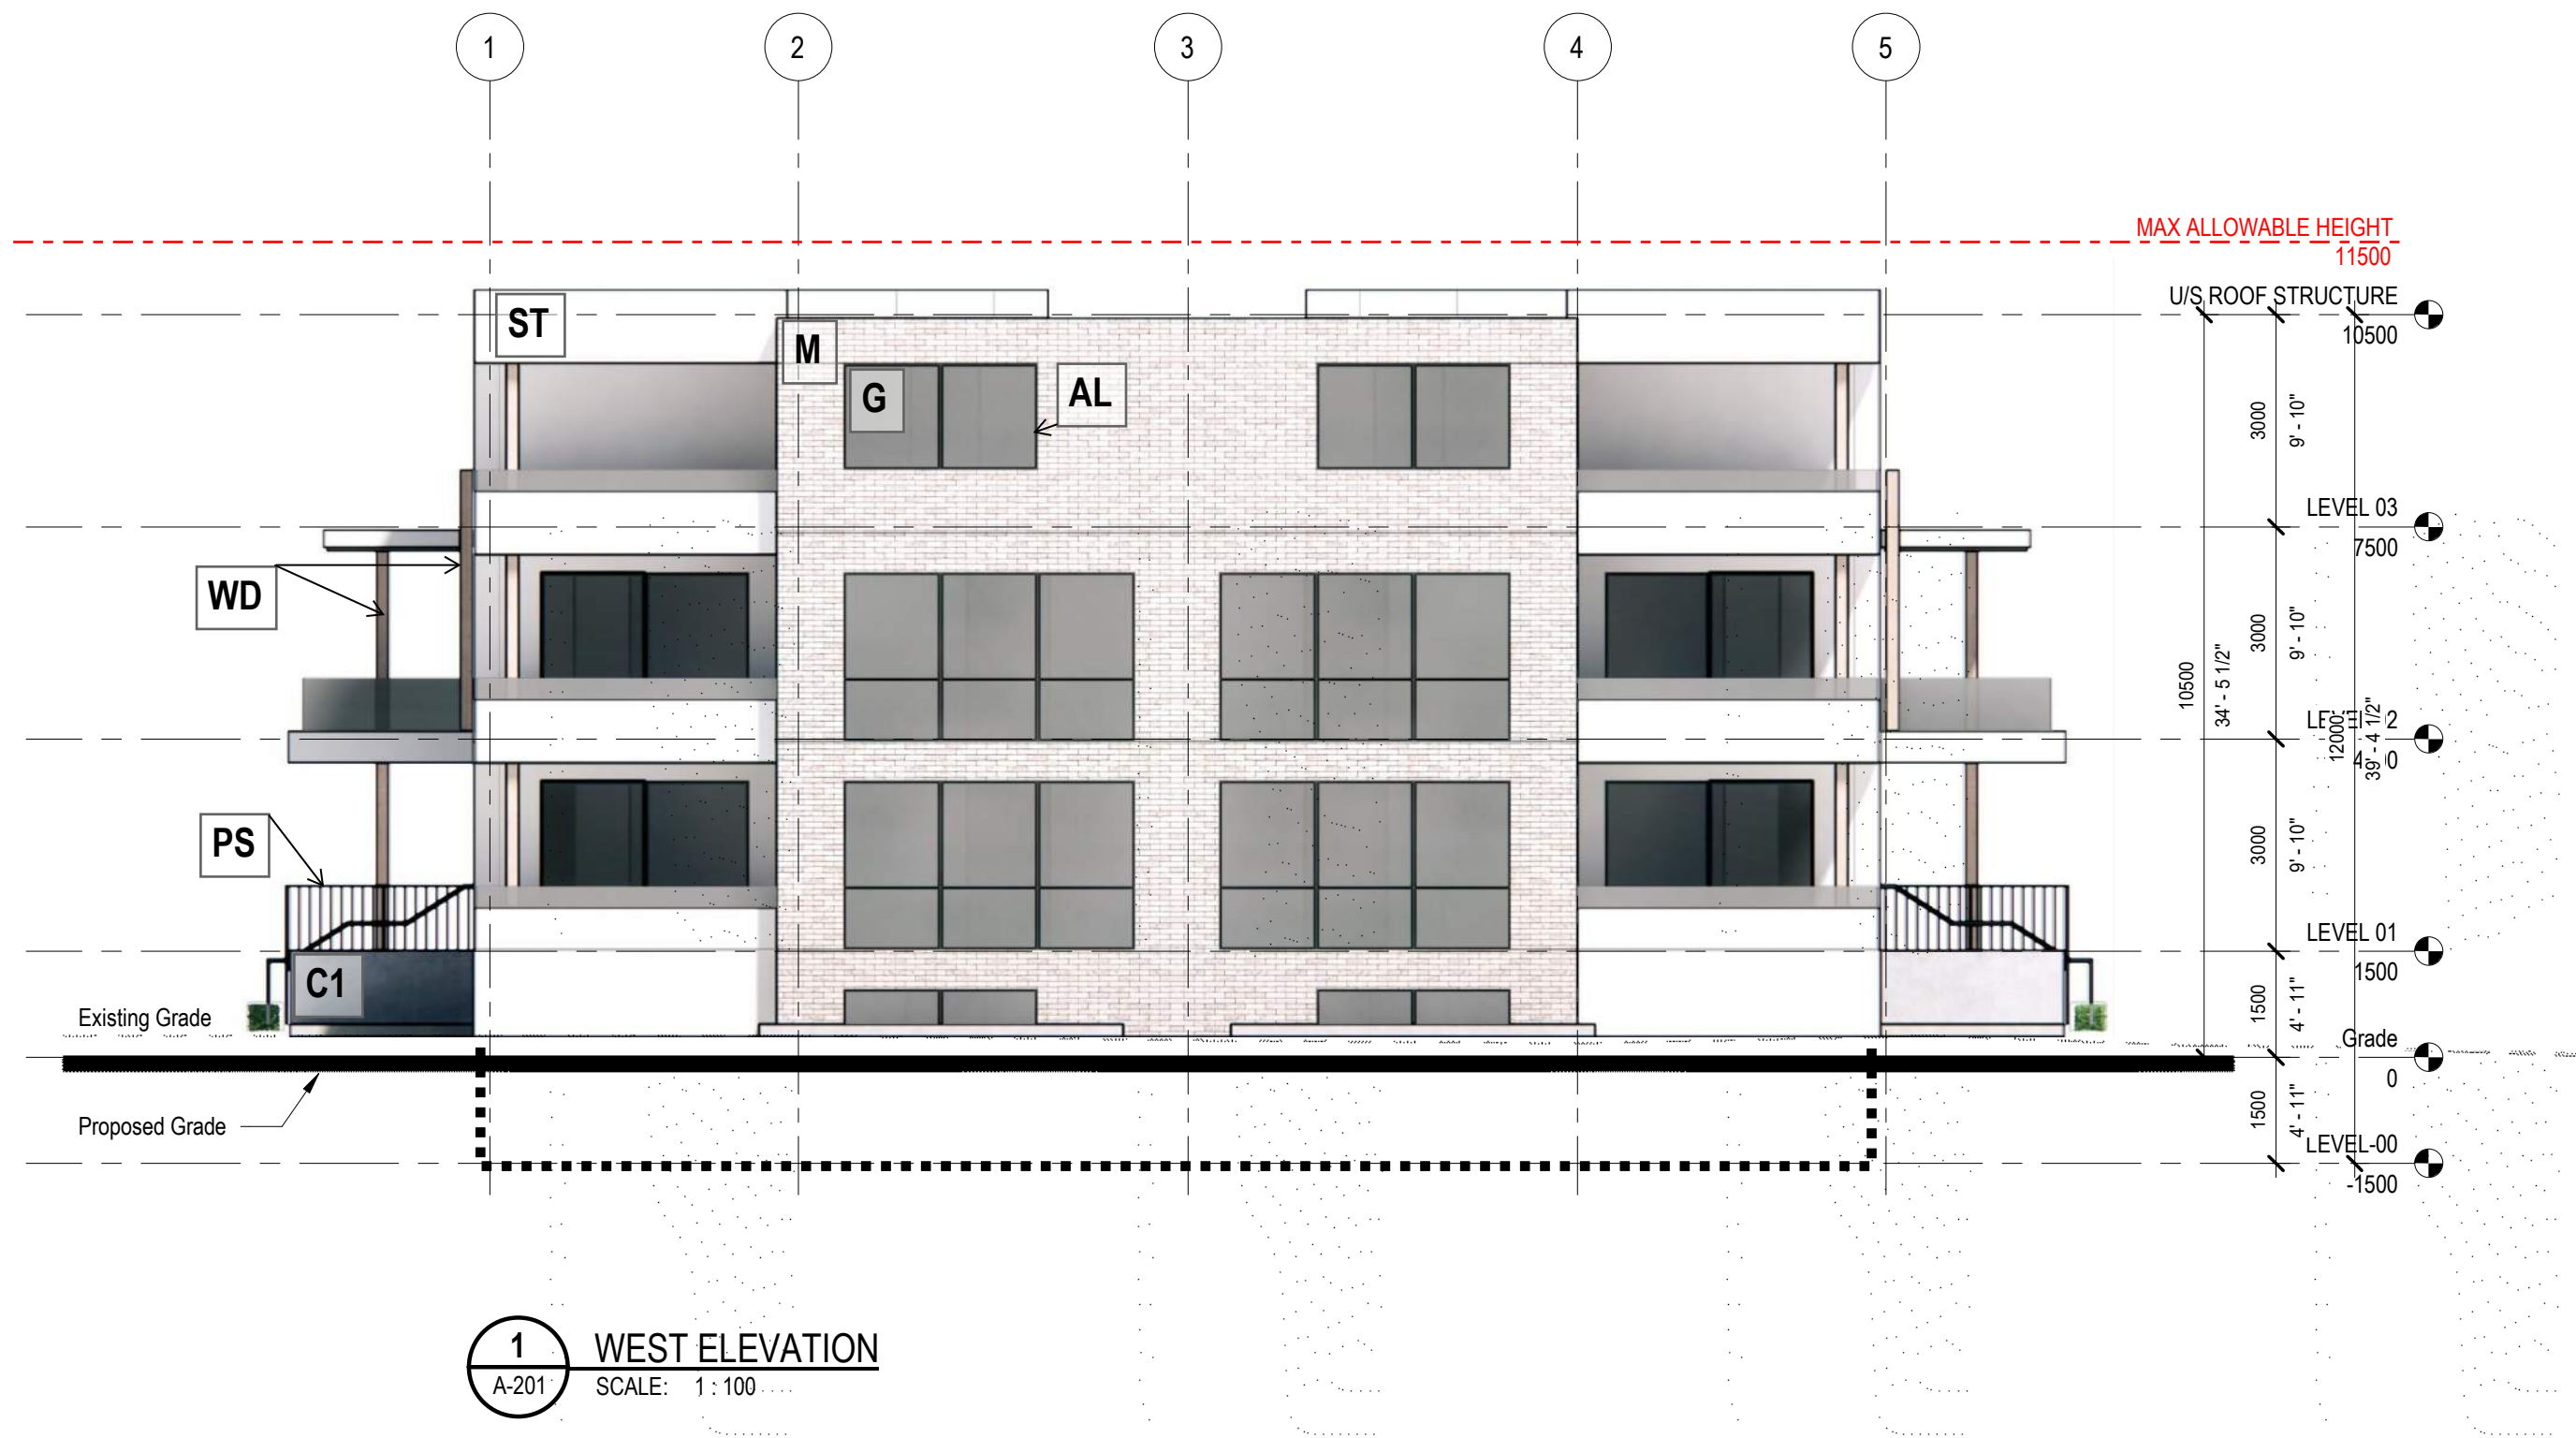 1
2
3
4
5
MAX ALLOWABLE HEIGHT
11500
U/S ROOF STRUCTURE
10500
ST
M
G
AL
3000
9' - 10"
LEVEL 03
7500
WD
3000
9' - 10"
10500
34' - 5 1/2"
12000
39' - 4 1/2"
PS
3000
9' - 10"
LEVEL 01
1500
C1
Existing Grade
1500
4' - 11"
Grade
0
Proposed Grade
1500
4' - 11"
LEVEL-00
-1500
1
A-201
WEST ELEVATION
SCALE: 1 : 100